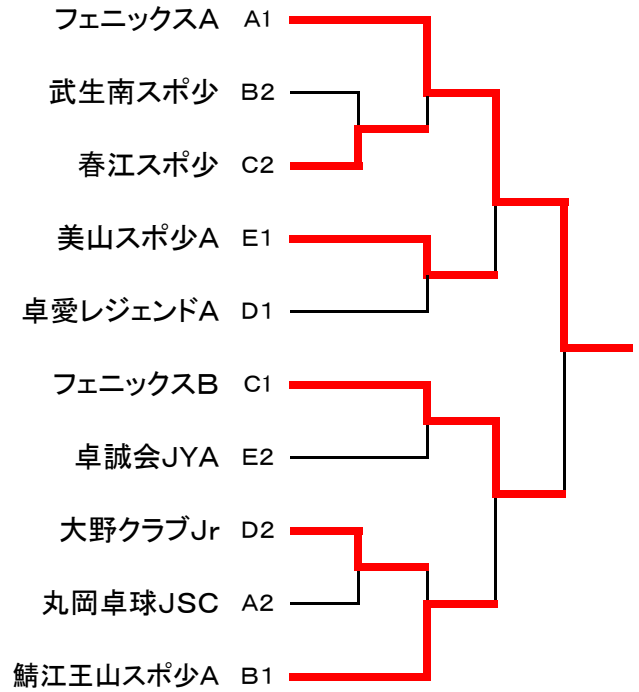 フェニックスA A1
武生南スポ少 B2
春江スポ少 C2
美山スポ少A E1
卓愛レジェンドA D1
フェニックスB C1
卓誠会JYA E2
大野クラブJr D2
丸岡卓球JSC A2
鯖江王山スポ少A B1